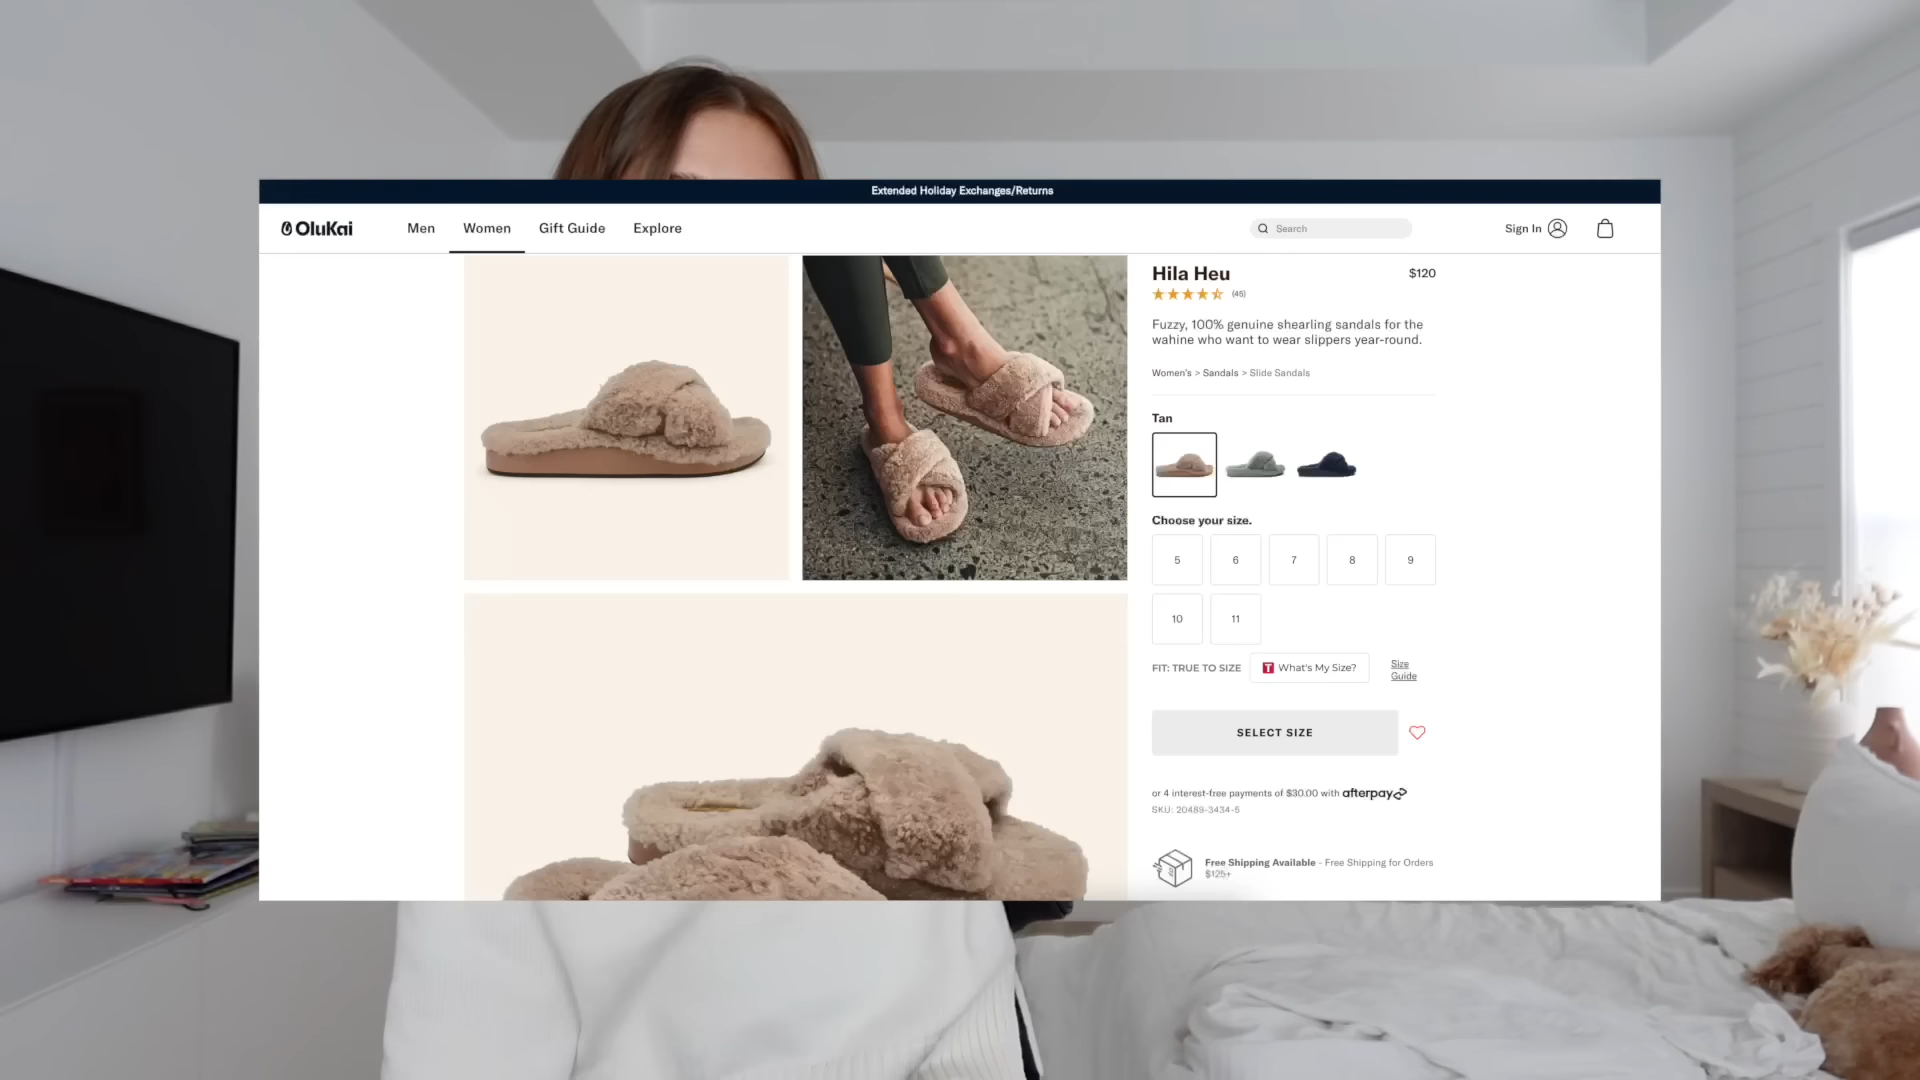 Extended Holiday Exchanges/Returns
OluKai
Men
Women
Gift Guide
Explore
Search
Sign In
Hila Heu
$120
(45)
Fuzzy, 100% genuine shearling sandals for the
wahine who want to wear slippers year-round.
Women's > Sandals > Slide Sandals
Tan
Choose your size.
5
6
7
8
9
10
11
FIT: TRUE TO SIZE
T What's My Size?
Size
Guide
SELECT SIZE
or 4 interest-free payments of $30.00 with afterpay
SKU: 20489-3434-5
Free Shipping Available - Free Shipping for Orders
$125+